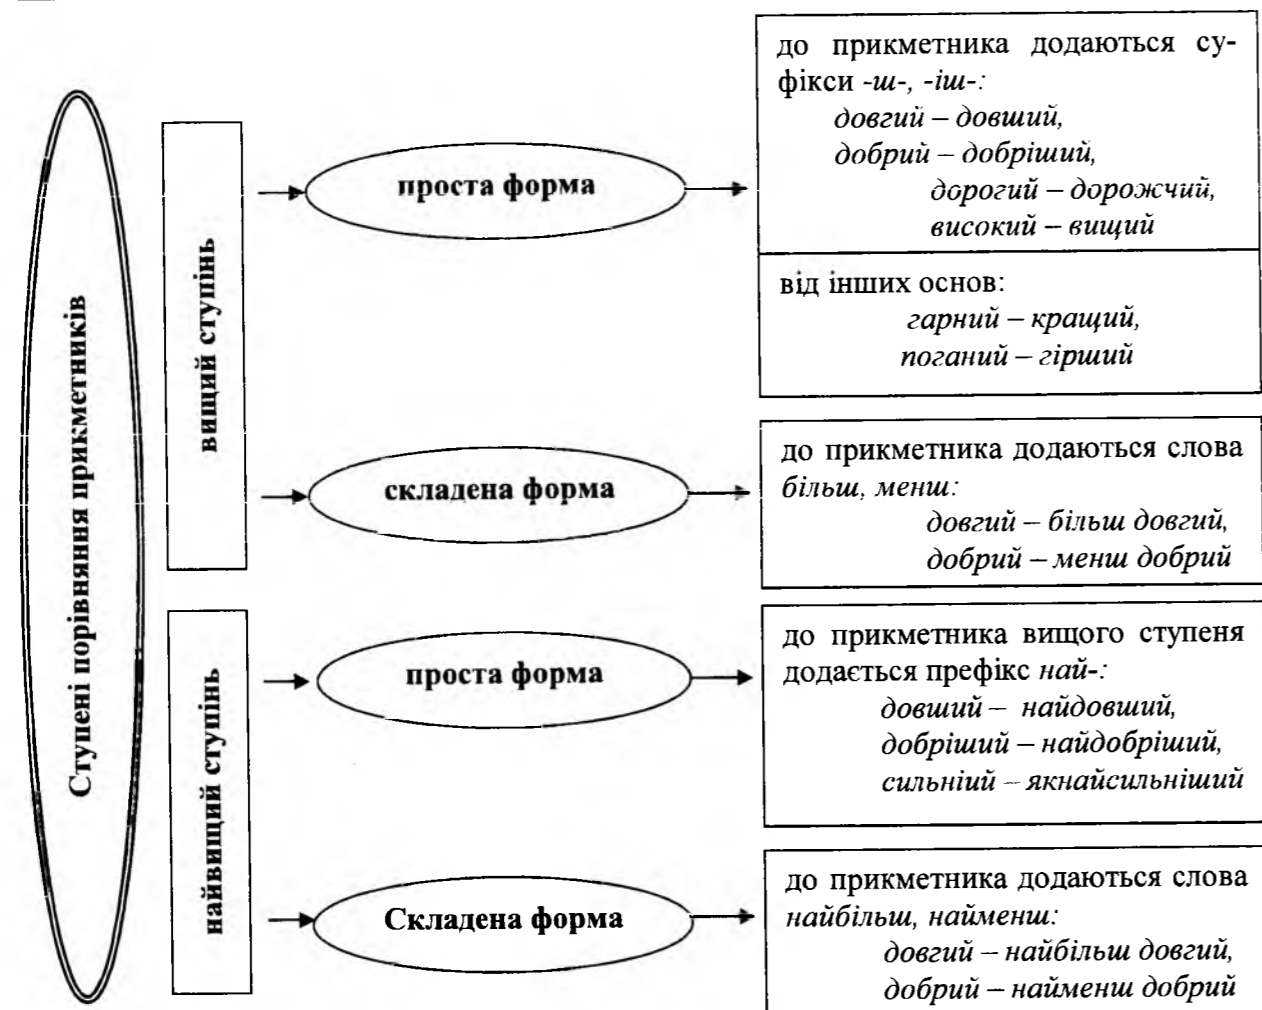 Ступені порівняння прикметників
вищий ступінь
проста форма
до прикметника додаються су-
фікси -ш-, -іш-:
довгий – довший,
добрий – добріший,
дорогий – дорожчий,
високий – вищий
від інших основ:
гарний – кращий,
поганий – гірший
складена форма
до прикметника додаються слова
більш, менш:
довгий – більш довгий,
добрий – менш добрий
найвищий ступінь
проста форма
до прикметника вищого ступеня
додається префікс най-:
довший – найдовший,
добріший – найдобріший,
сильніий – якнайсильніший
Складена форма
до прикметника додаються слова
найбільш, найменш:
довгий – найбільш довгий,
добрий – найменш добрий